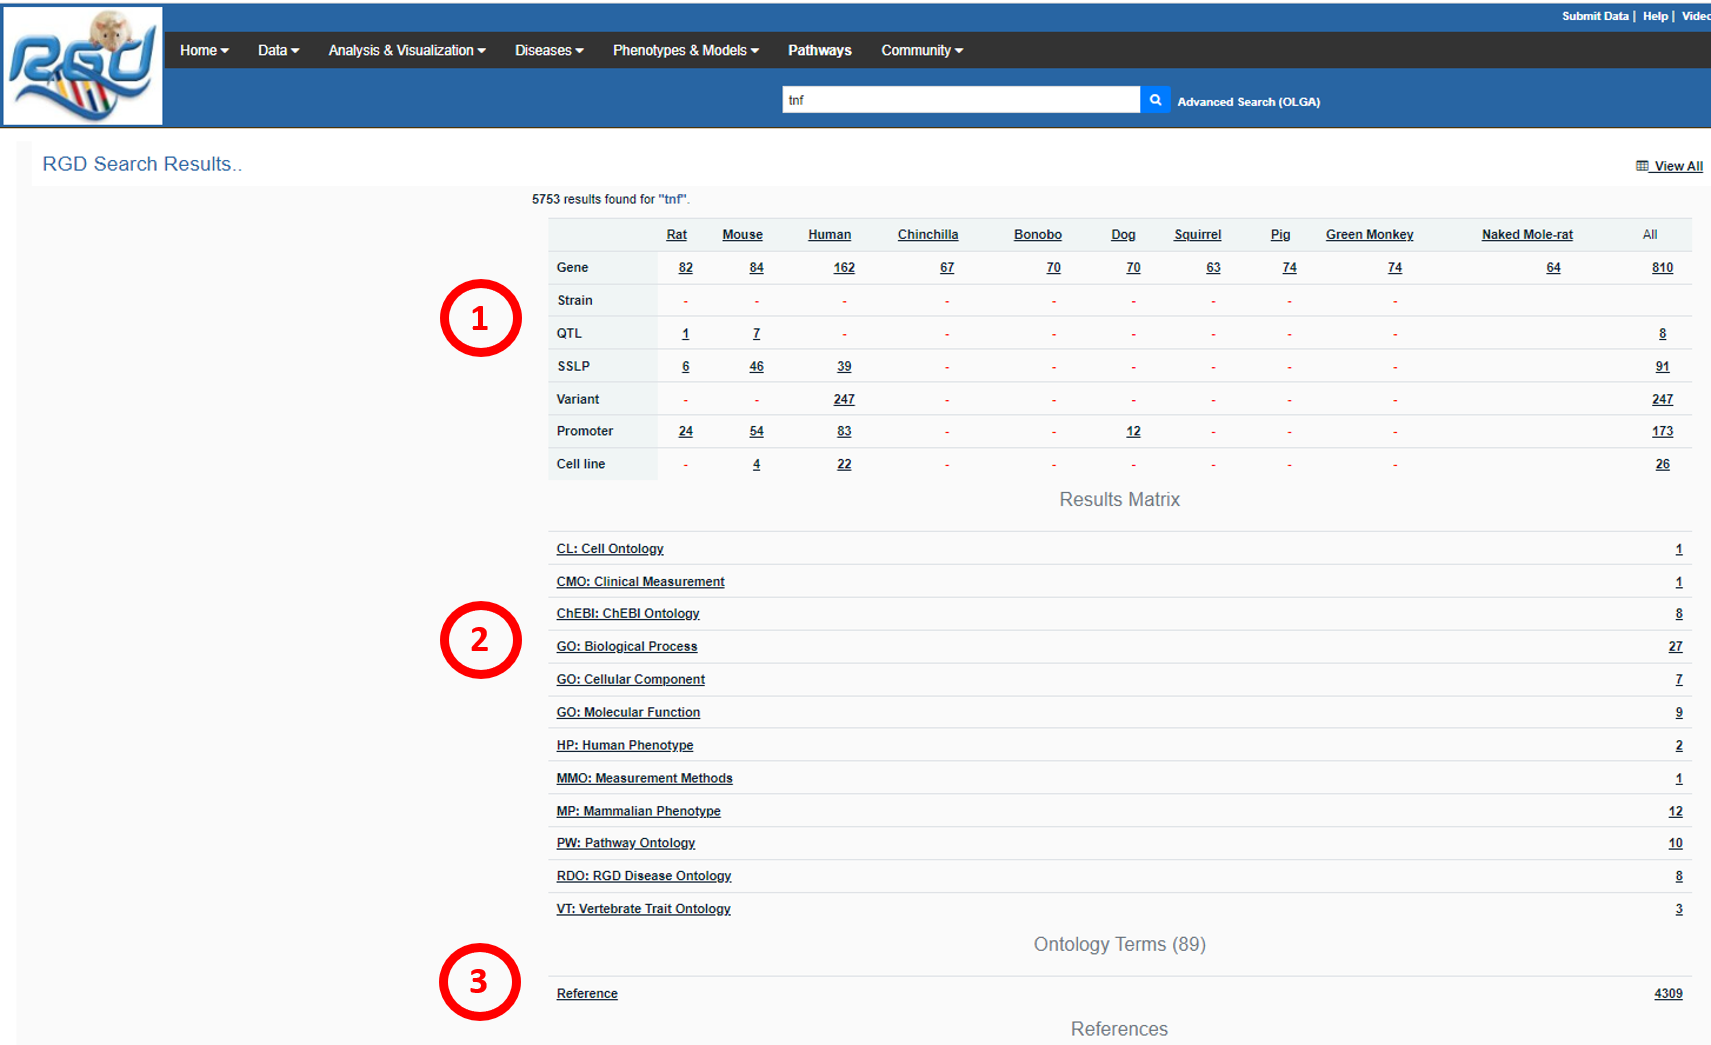 Submit Data | Help | Video
RGD
Home Data Analysis & Visualization Diseases Phenotypes & Models Pathways Community
tnf Advanced Search (OLGA)
RGD Search Results..
View All
5753 results found for "tnf".
Rat Mouse Human Chinchilla Bonobo Dog Squirrel Pig Green Monkey Naked Mole-rat All
Gene 82 84 162 67 70 70 63 74 74 64 810
Strain - - - - - - - - -
1
QTL 1 7 - - - - - - - 8
SSLP 6 46 39 - - - - - - 91
Variant - - 247 - - - - - - 247
Promoter 24 54 83 - - 12 - - - 173
Cell line - 4 22 - - - - - - 26
Results Matrix
CL: Cell Ontology 1
CMO: Clinical Measurement 1
ChEBI: ChEBI Ontology 8
2
GO: Biological Process 27
GO: Cellular Component 7
GO: Molecular Function 9
HP: Human Phenotype 2
MMO: Measurement Methods 1
MP: Mammalian Phenotype 12
PW: Pathway Ontology 10
RDO: RGD Disease Ontology 8
VT: Vertebrate Trait Ontology 3
Ontology Terms (89)
3
Reference 4309
References